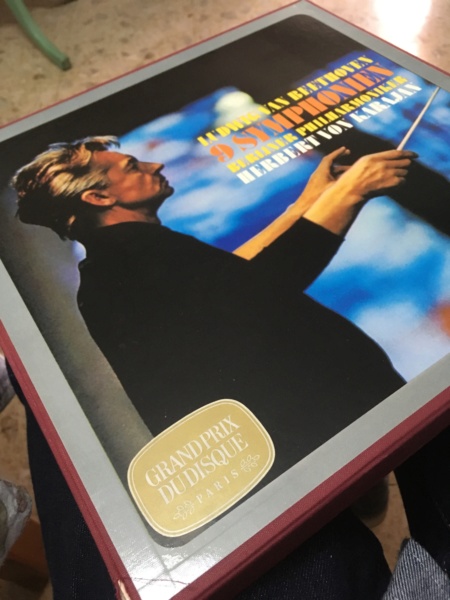 LUDWIG VAN BEETHOVEN
9 SYMPHONIEN
BERLINER PHILHARMONIKER
HERBERT VON KARAJAN
GRAND PRIX
DU DISQUE
PARIS